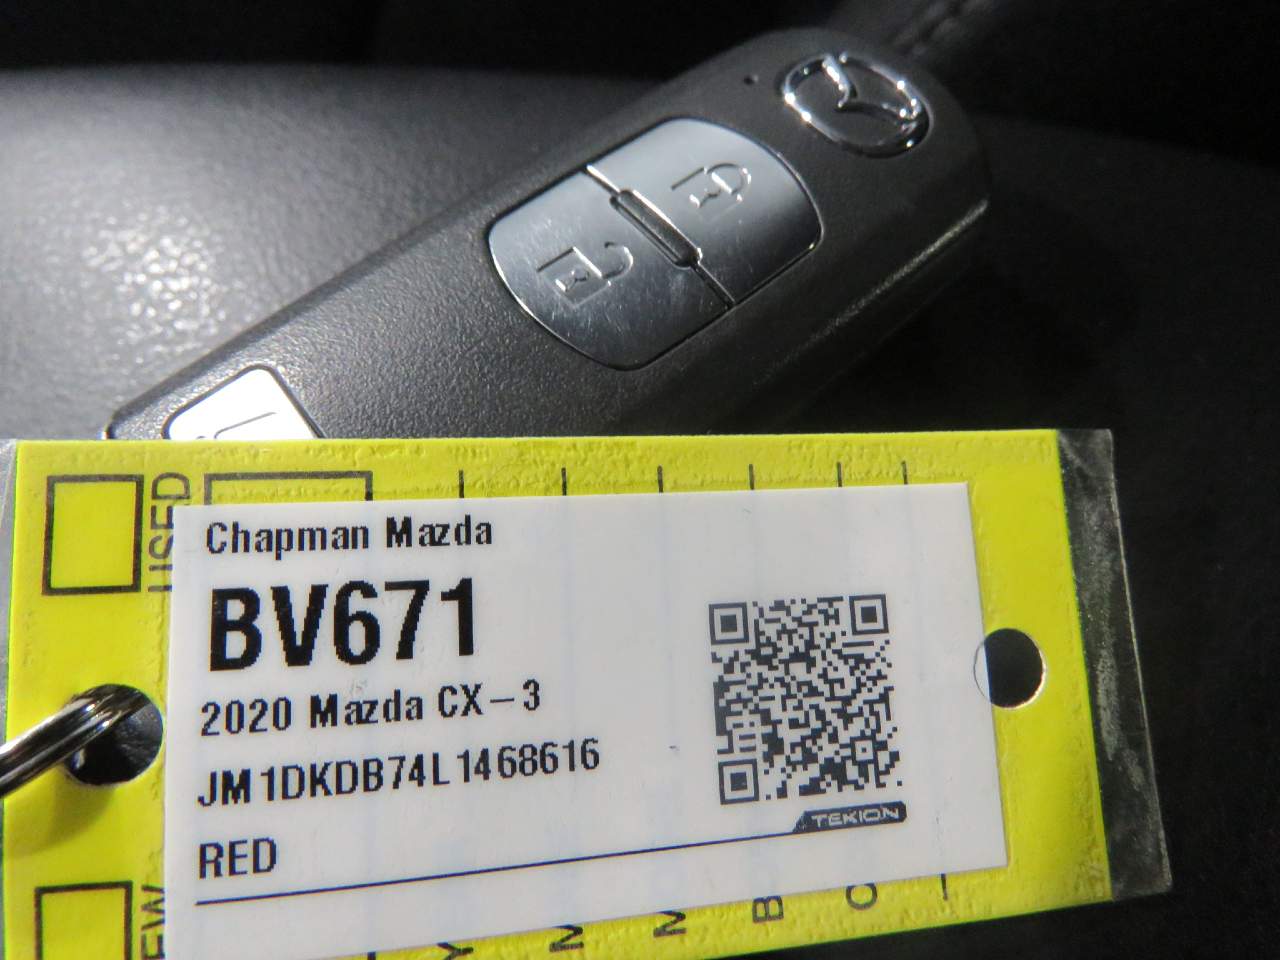 USED
Chapman Mazda
BV671
2020 Mazda CX-3
JM1DKDB74L1468616
TEKION
RED